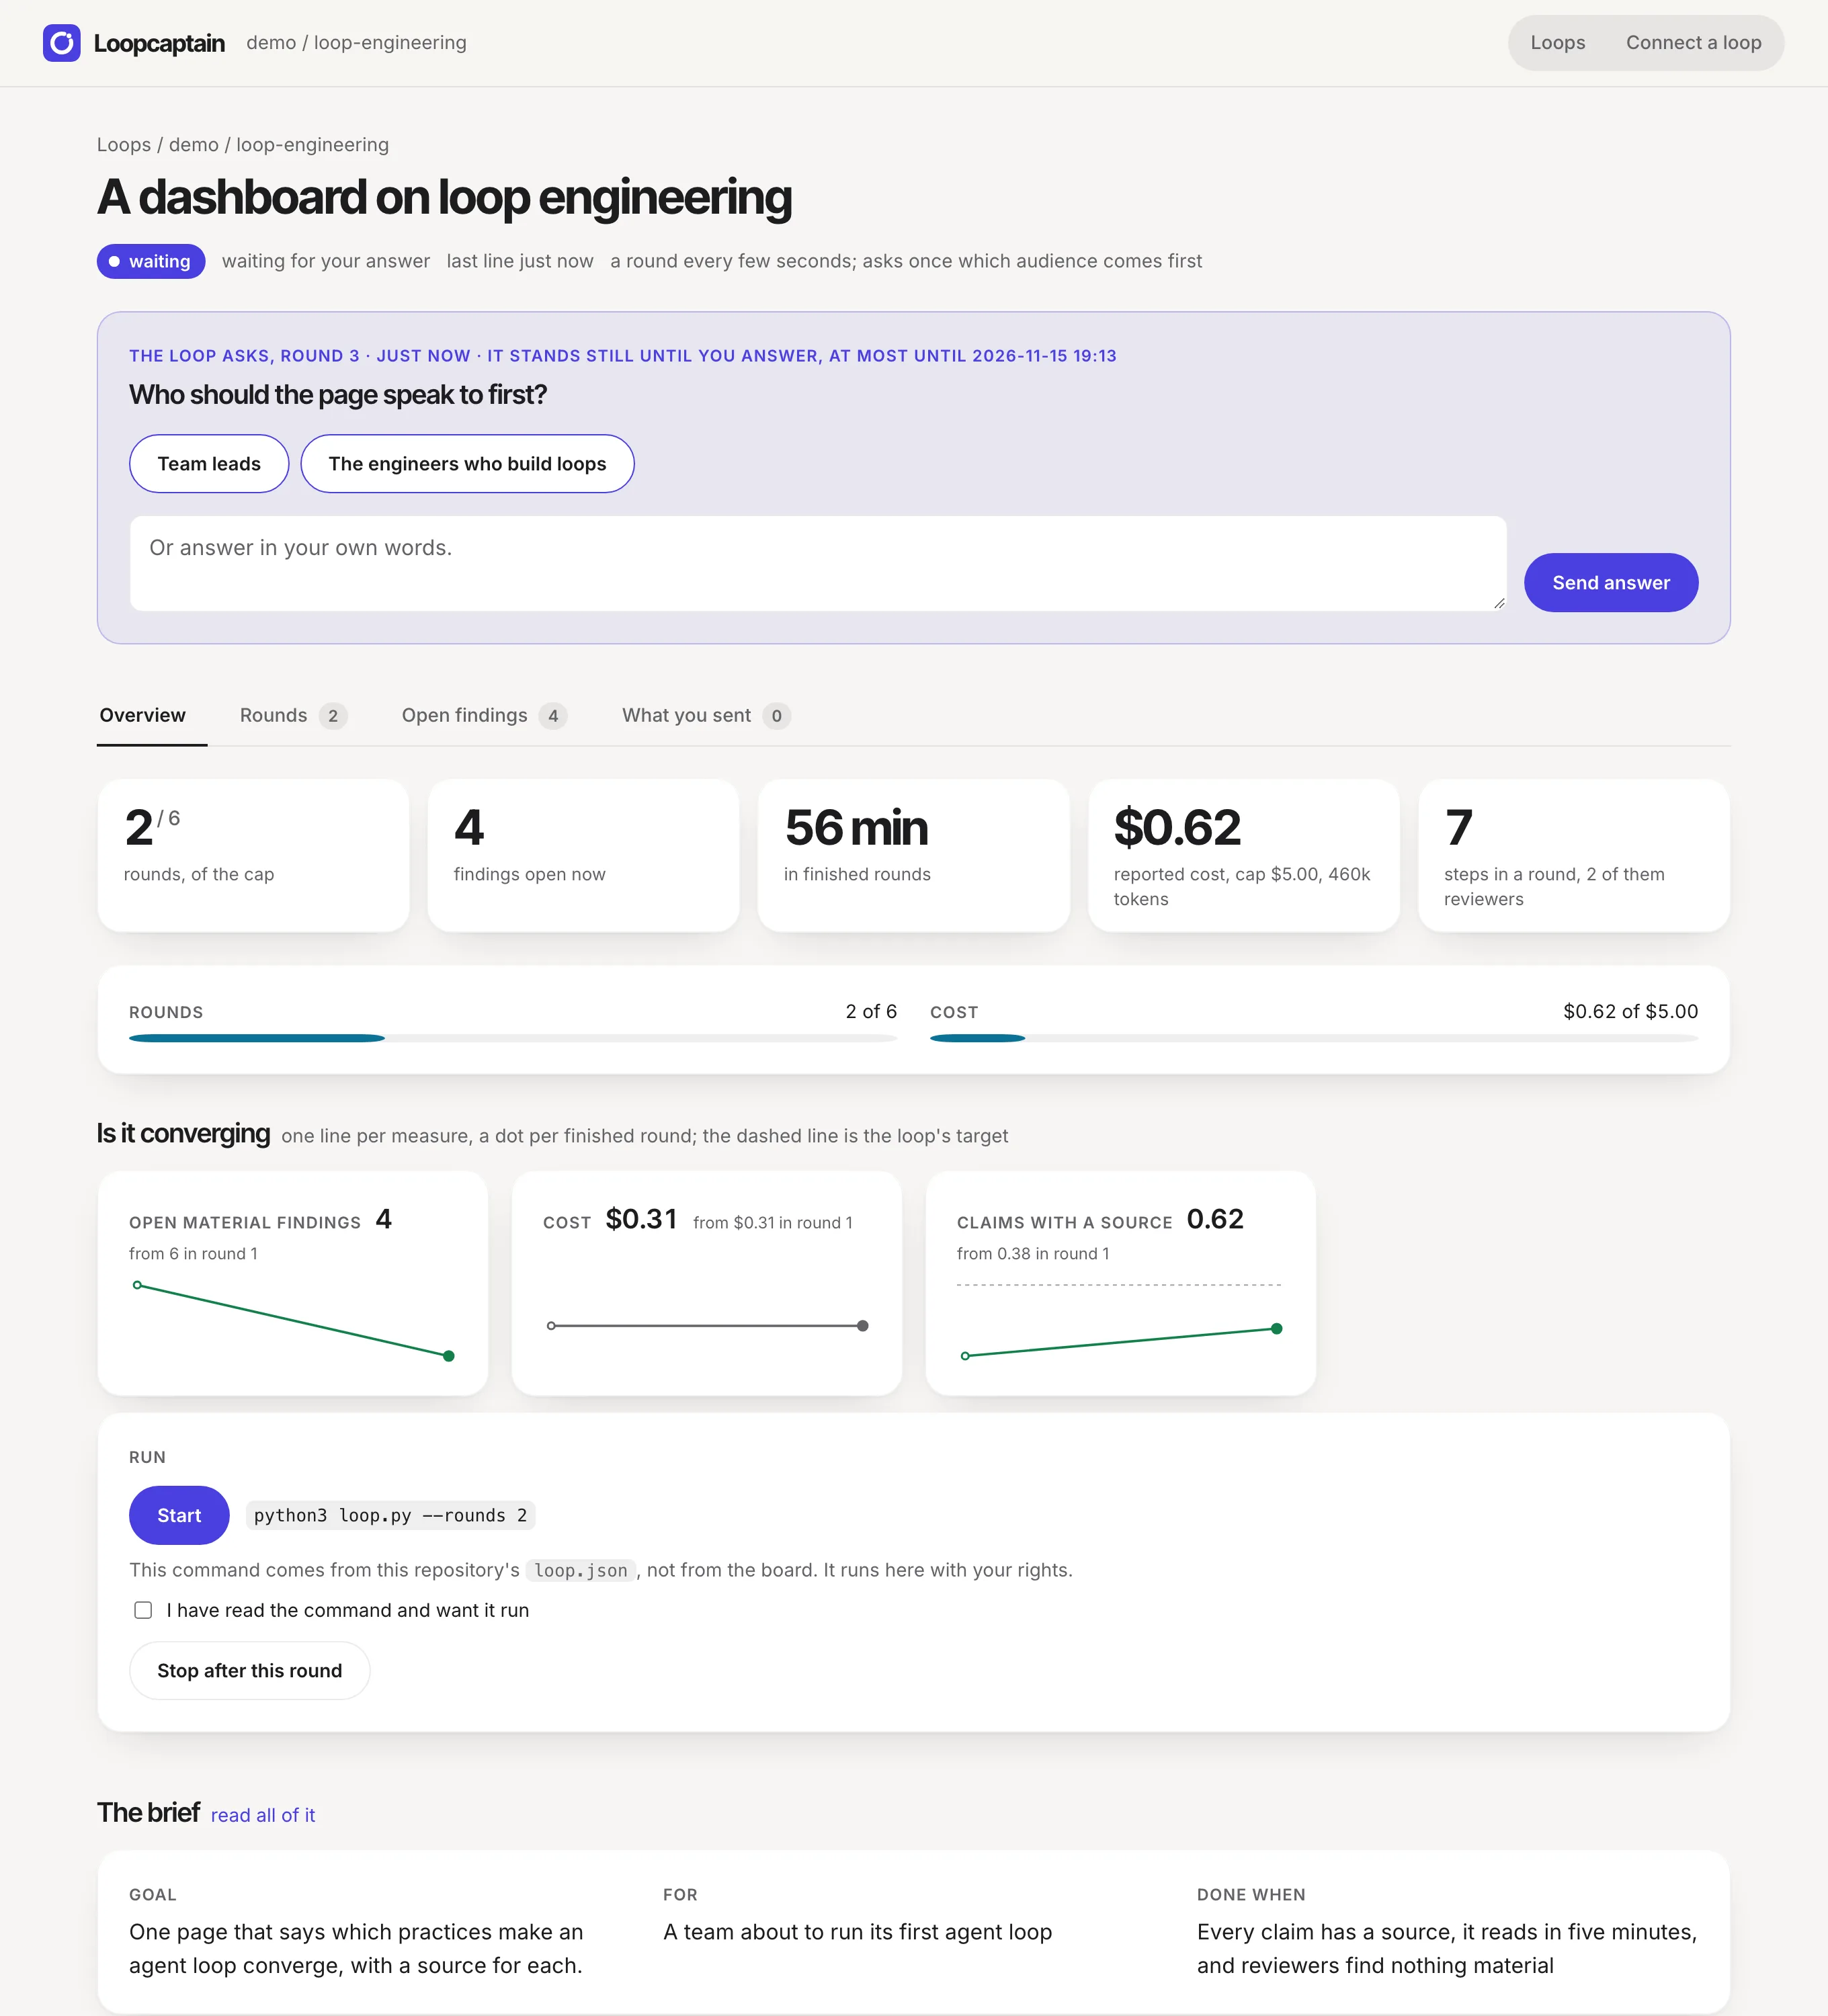 Loopcaptain demo / loop-engineering Loops Connect a loop
Loops / demo / loop-engineering
A dashboard on loop engineering
waiting waiting for your answer last line just now a round every few seconds; asks once which audience comes first
THE LOOP ASKS, ROUND 3 · JUST NOW · IT STANDS STILL UNTIL YOU ANSWER, AT MOST UNTIL 2026-11-15 19:13
Who should the page speak to first?
Team leads The engineers who build loops
Or answer in your own words.
Send answer
Overview Rounds 2 Open findings 4 What you sent 0
2 / 6
rounds, of the cap
4
findings open now
56 min
in finished rounds
$0.62
reported cost, cap $5.00, 460k
tokens
7
steps in a round, 2 of them
reviewers
ROUNDS 2 of 6
COST $0.62 of $5.00
Is it converging one line per measure, a dot per finished round; the dashed line is the loop's target
OPEN MATERIAL FINDINGS 4
from 6 in round 1
COST $0.31 from $0.31 in round 1
CLAIMS WITH A SOURCE 0.62
from 0.38 in round 1
RUN
Start python3 loop.py --rounds 2
This command comes from this repository's loop.json, not from the board. It runs here with your rights.
I have read the command and want it run
Stop after this round
The brief read all of it
GOAL
One page that says which practices make an
agent loop converge, with a source for each.
FOR
A team about to run its first agent loop
DONE WHEN
Every claim has a source, it reads in five minutes,
and reviewers find nothing material